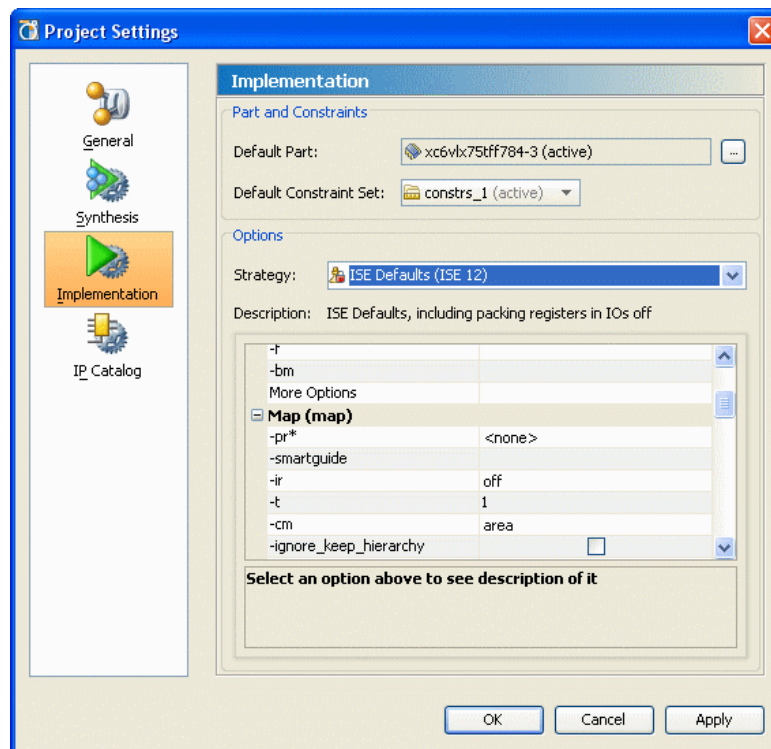 Project Settings
General
Synthesis
Implementation
IP Catalog
Implementation
Part and Constraints
Default Part: xc6vlx75tff784-3 (active) ...
Default Constraint Set: constrs_1 (active)
Options
Strategy: ISE Defaults (ISE 12)
Description: ISE Defaults, including packing registers in IOs off
-bm
More Options
Map (map)
-pr* <none>
-smartguide
-ir off
-t 1
-cm area
-ignore_keep_hierarchy
Select an option above to see description of it
OK Cancel Apply